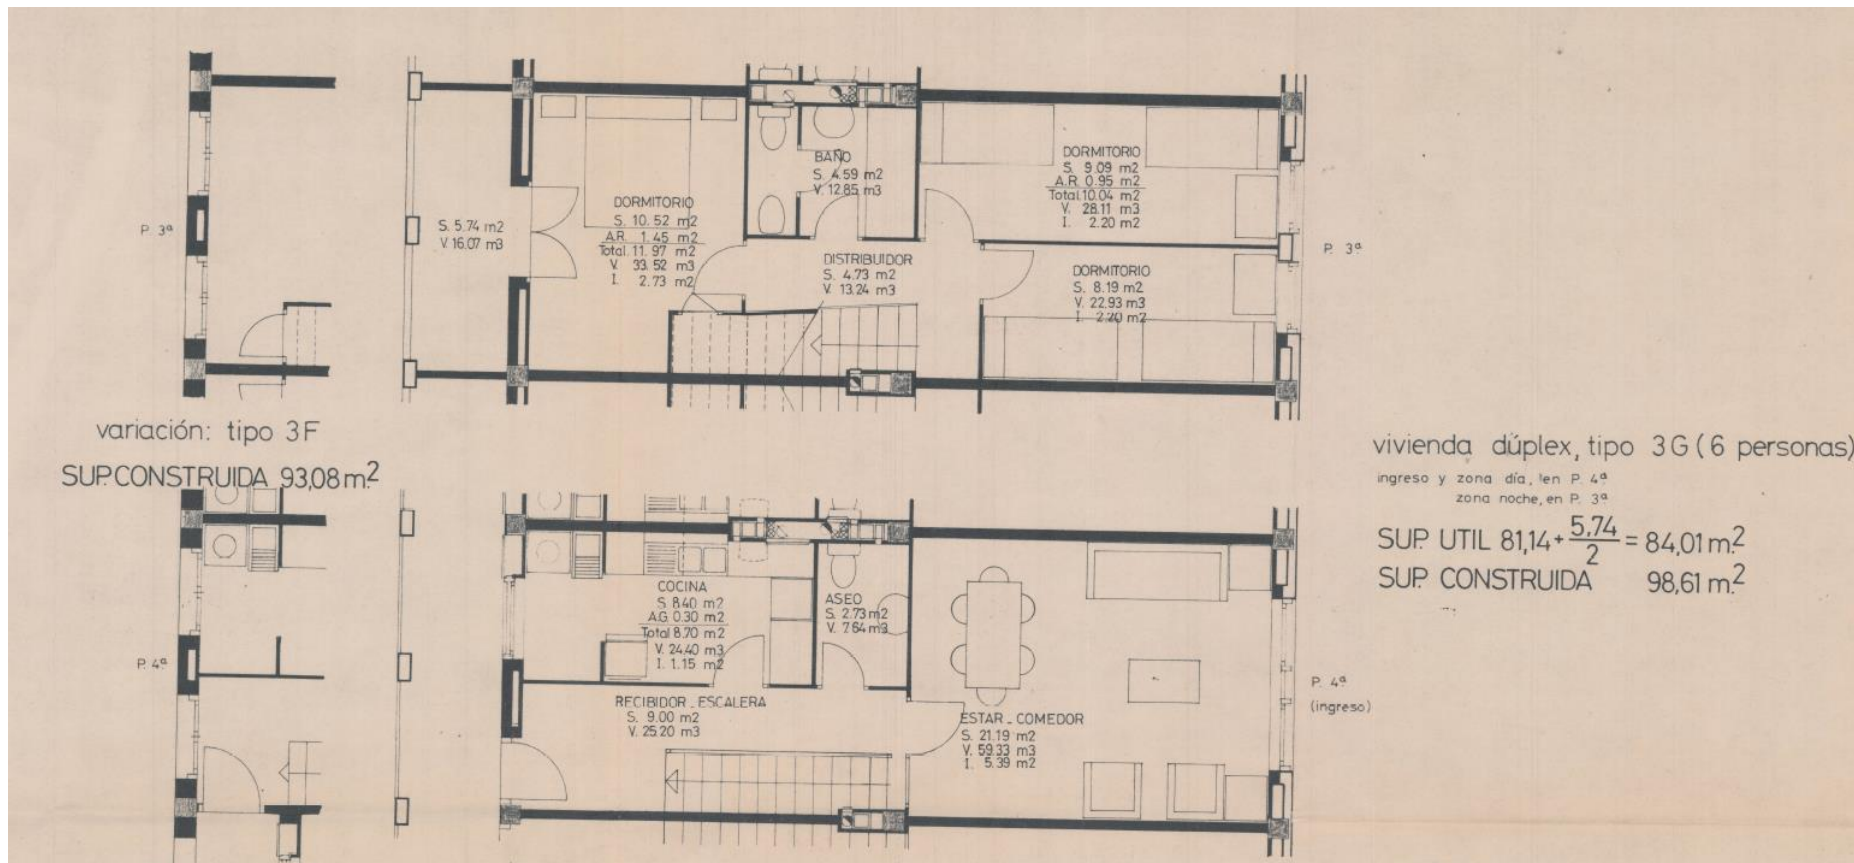 P. 3ª
S. 5.74 m2
V. 16.07 m3
DORMITORIO
S. 10.52 m2
A.R. 1.45 m2
Total. 11.97 m2
V. 33.52 m3
I. 2.73 m2
BAÑO
S. 4.59 m2
V. 12.85 m3
DISTRIBUIDOR
S. 4.73 m2
V. 13.24 m3
DORMITORIO
S. 9.09 m2
A.R. 0.95 m2
Total 10.04 m2
V. 28.11 m3
I. 2.20 m2
DORMITORIO
S. 8.19 m2
V. 22.93 m3
I. 2.20 m2
P. 3ª
variación: tipo 3F
SUP. CONSTRUIDA 93,08 m.2
vivienda dúplex, tipo 3G (6 personas)
ingreso y zona día, en P. 4ª
zona noche, en P. 3ª
SUP. UTIL 81,14 + 5,74/2 = 84,01 m.2
SUP. CONSTRUIDA 98,61 m.2
P. 4ª
COCINA
S. 8.40 m2
A.G. 0.30 m2
Total 8.70 m2
V. 24.40 m3
I. 1.15 m2
ASEO
S. 2.73 m2
V. 7.64 m3
RECIBIDOR _ ESCALERA
S. 9.00 m2
V. 25.20 m3
ESTAR _ COMEDOR
S. 21.19 m2
V. 59.33 m3
I. 5.39 m2
P. 4ª
(ingreso)